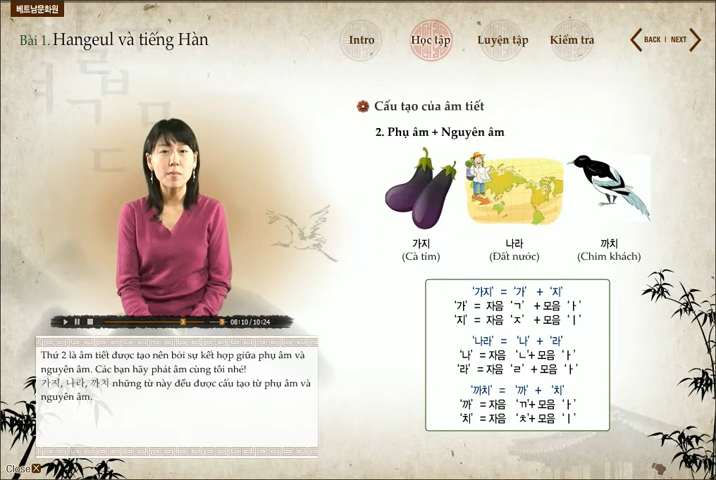 베트남문화원
Bài 1. Hangeul và tiếng Hàn
Intro
Học tập
Luyện tập
Kiểm tra
BACK | NEXT
Cấu tạo của âm tiết
2. Phụ âm + Nguyên âm
가지 나라 까치
(Cà tím) (Đất nước) (Chim khách)
'가지' = '가' + '지'
'가' = 자음 'ㄱ' + 모음 'ㅏ'
'지' = 자음 'ㅈ' + 모음 'ㅣ'
'나라' = '나' + '라'
'나' = 자음 'ㄴ'+ 모음 'ㅏ'
'라' = 자음 'ㄹ' + 모음 'ㅏ'
'까치' = '까' + '치'
'까' = 자음 'ㄲ'+ 모음 'ㅏ'
'치' = 자음 'ㅊ'+ 모음 'ㅣ'
08:10 / 10:24
Thứ 2 là âm tiết được tạo nên bởi sự kết hợp giữa phụ âm và
nguyên âm. Các bạn hãy phát âm cùng tôi nhé!
가지, 나라, 까치 những từ này đều được cấu tạo từ phụ âm và
nguyên âm.
Close X